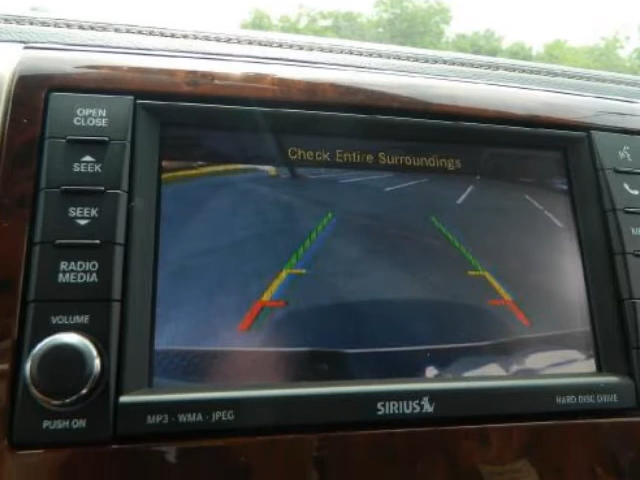 OPEN
CLOSE
SEEK
SEEK
RADIO
MEDIA
VOLUME
PUSH ON
Check Entire Surroundings
MP3 · WMA · JPEG
SIRIUS
HARD DISC DRIVE